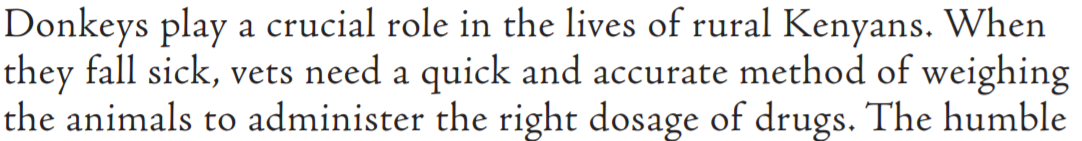 Donkeys play a crucial role in the lives of rural Kenyans. When
they fall sick, vets need a quick and accurate method of weighing
the animals to administer the right dosage of drugs. The humble